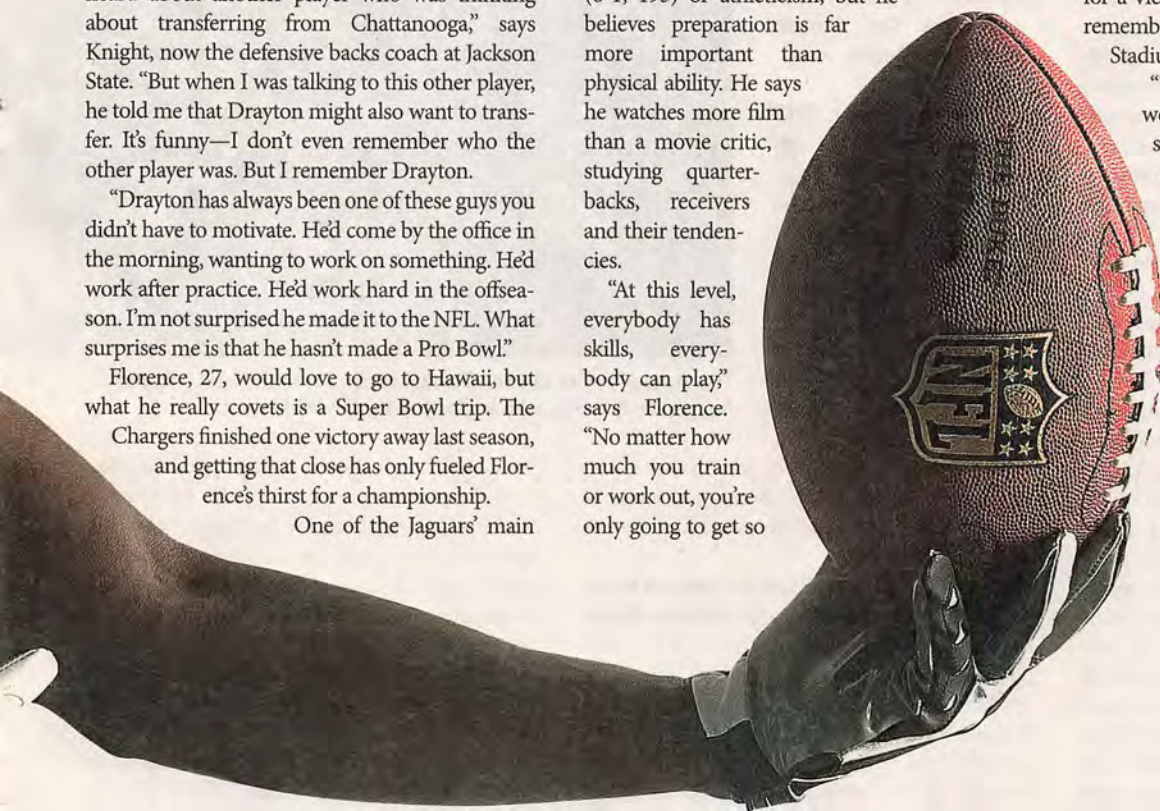 about transferring from Chattanooga,” says
Knight, now the defensive backs coach at Jackson
State. “But when I was talking to this other player,
he told me that Drayton might also want to trans-
fer. It’s funny—I don’t even remember who the
other player was. But I remember Drayton.
“Drayton has always been one of these guys you
didn’t have to motivate. He’d come by the office in
the morning, wanting to work on something. He’d
work after practice. He’d work hard in the offsea-
son. I’m not surprised he made it to the NFL. What
surprises me is that he hasn’t made a Pro Bowl.”
Florence, 27, would love to go to Hawaii, but
what he really covets is a Super Bowl trip. The
Chargers finished one victory away last season,
and getting that close has only fueled Flor-
ence’s thirst for a championship.
One of the Jaguars’ main
believes preparation is far
more important than
physical ability. He says
he watches more film
than a movie critic,
studying quarter-
backs, receivers
and their tenden-
cies.
“At this level,
everybody has
skills, every-
body can play,”
says Florence.
“No matter how
much you train
or work out, you’re
only going to get so
NFL